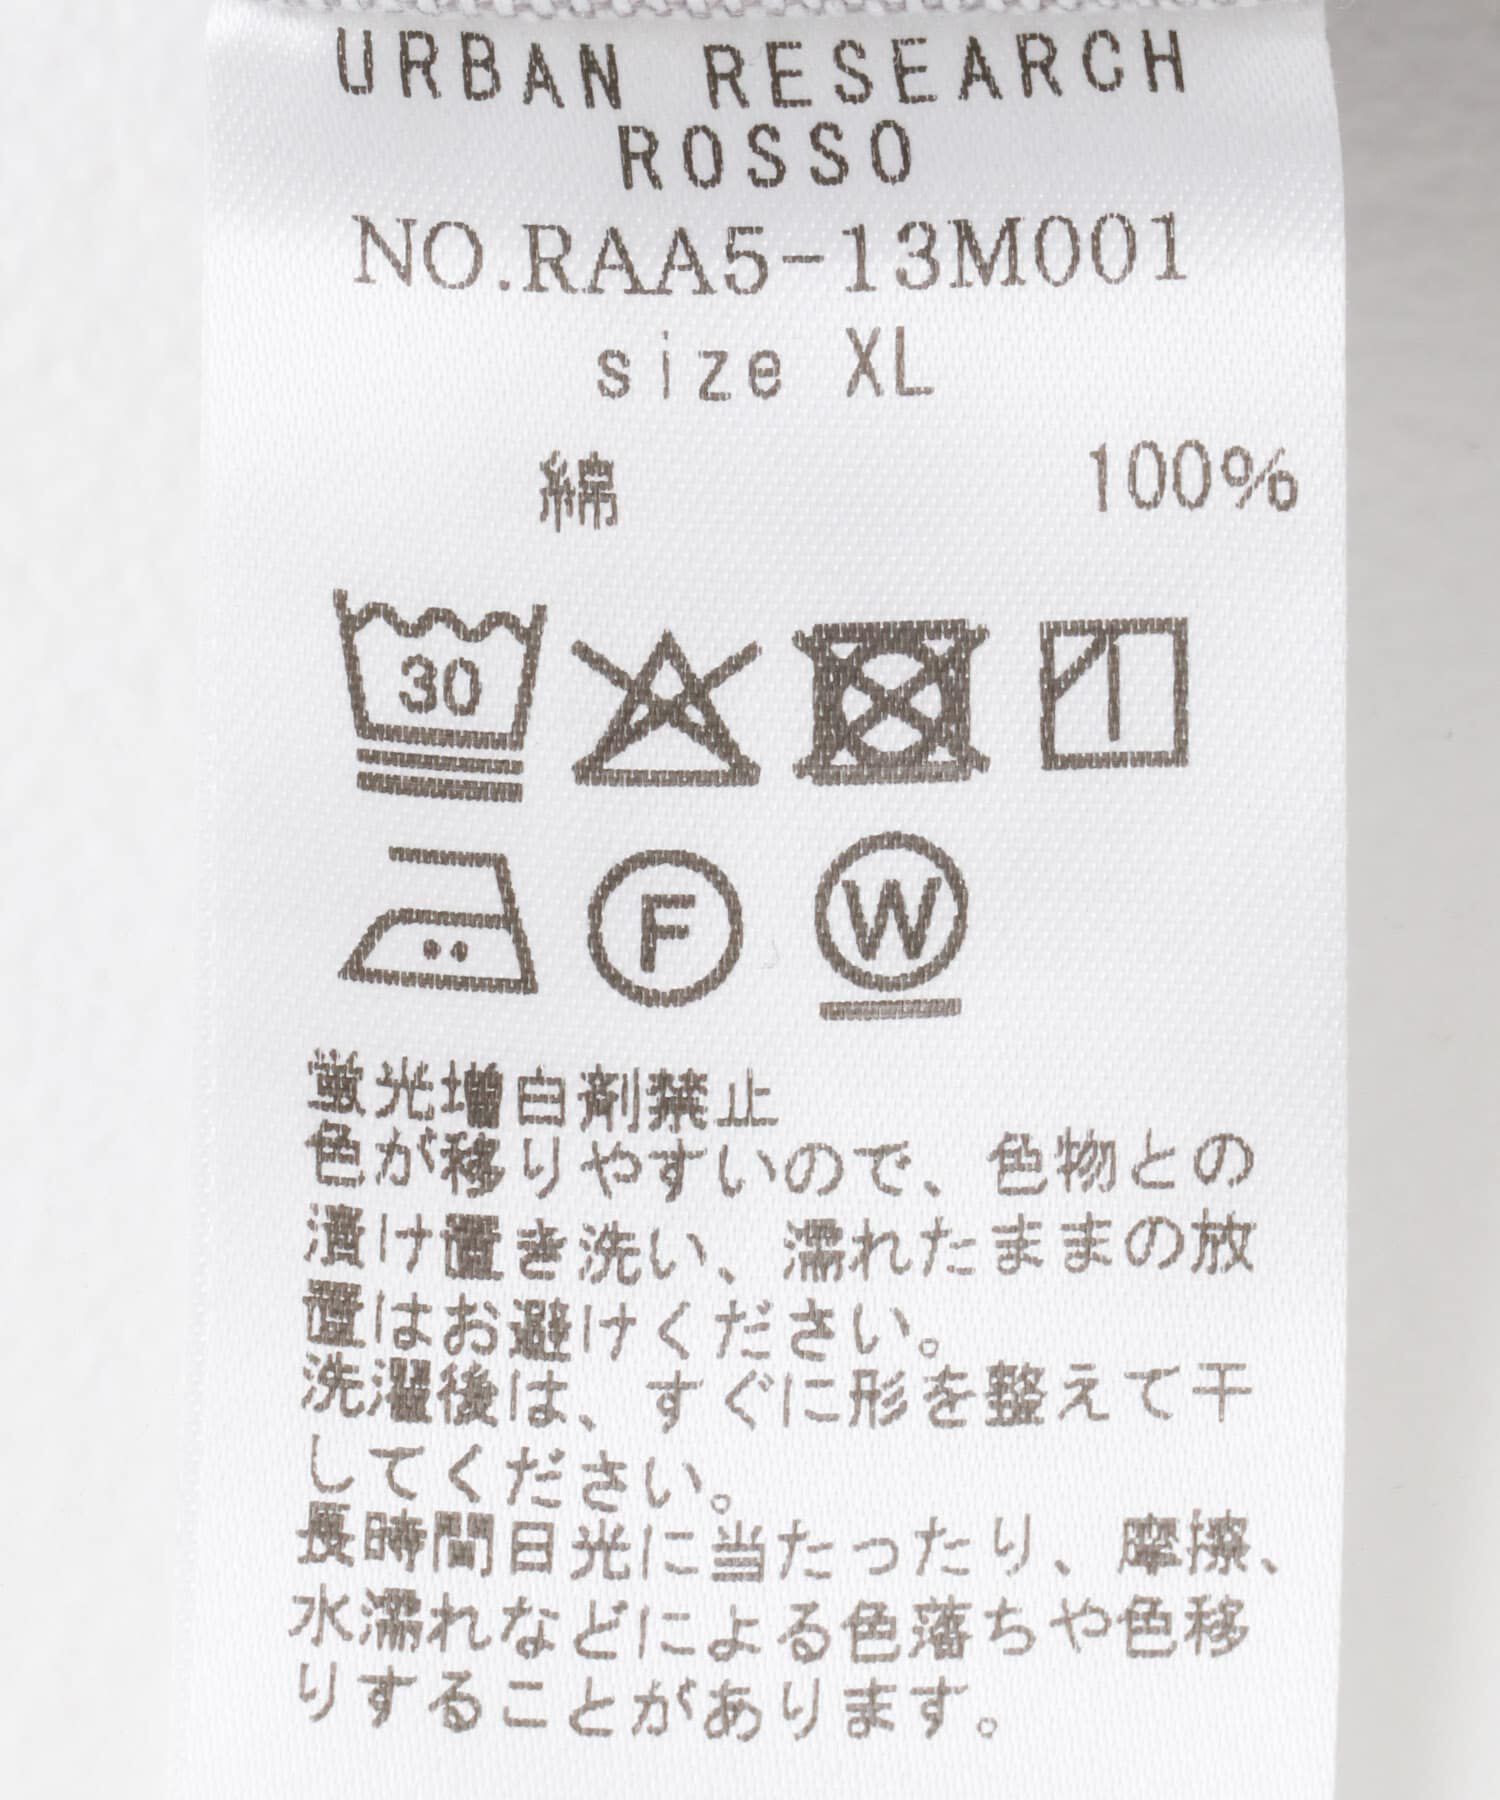 URBAN RESEARCH
ROSSO
NO.RAA5-13M001
size XL
綿 100%
30
F W
蛍光増白剤禁止
色が移りやすいので、色物との
漬け置き洗い、濡れたままの放
置はお避けください。
洗濯後は、すぐに形を整えて干
してください。
長時間日光に当たったり、摩擦、
水濡れなどによる色落ちや色移
りすることがあります。